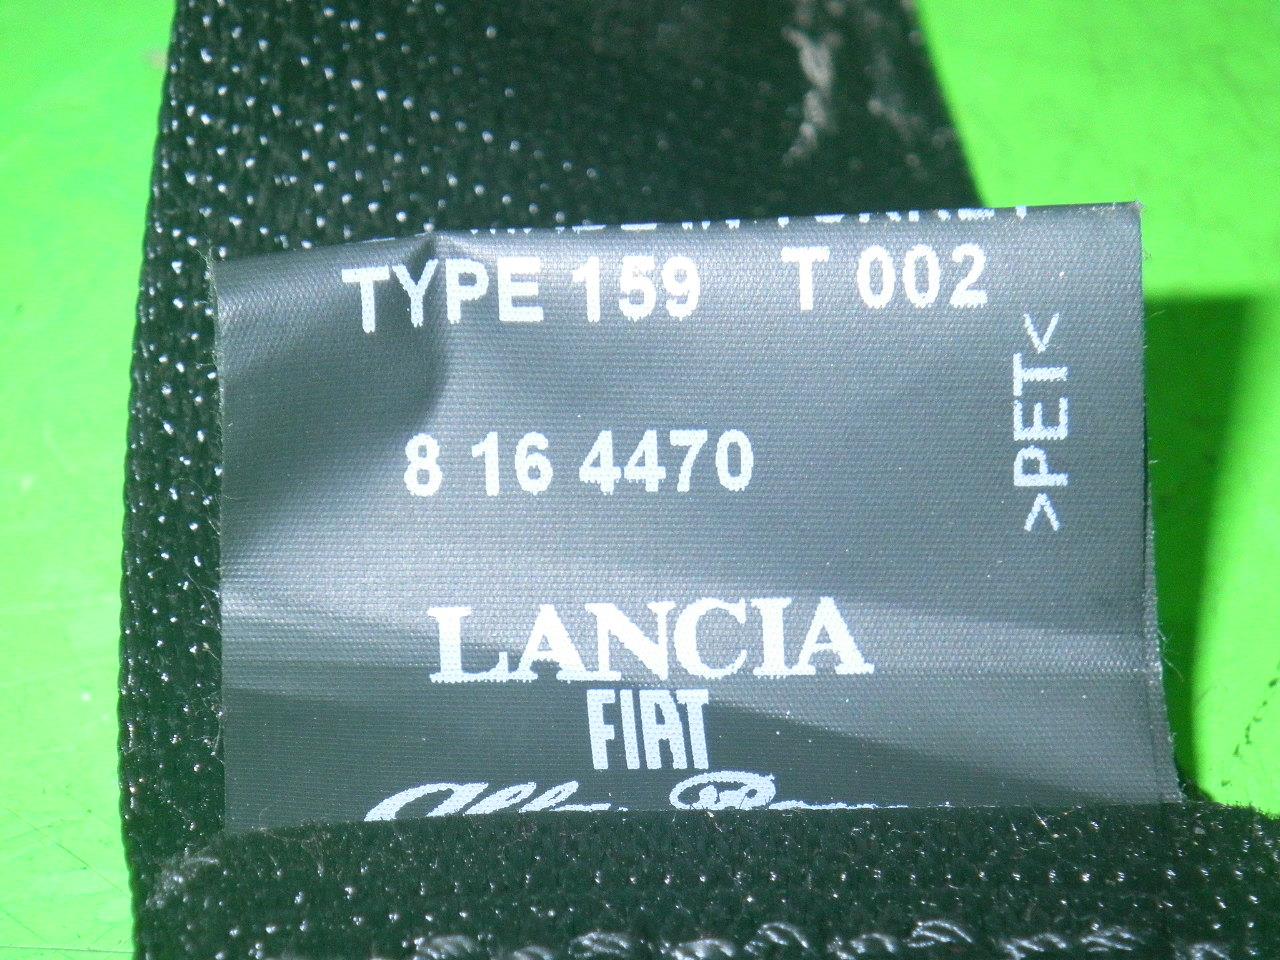 TYPE 159 T 002
>PET<
8 16 4470
LANCIA
FIAT